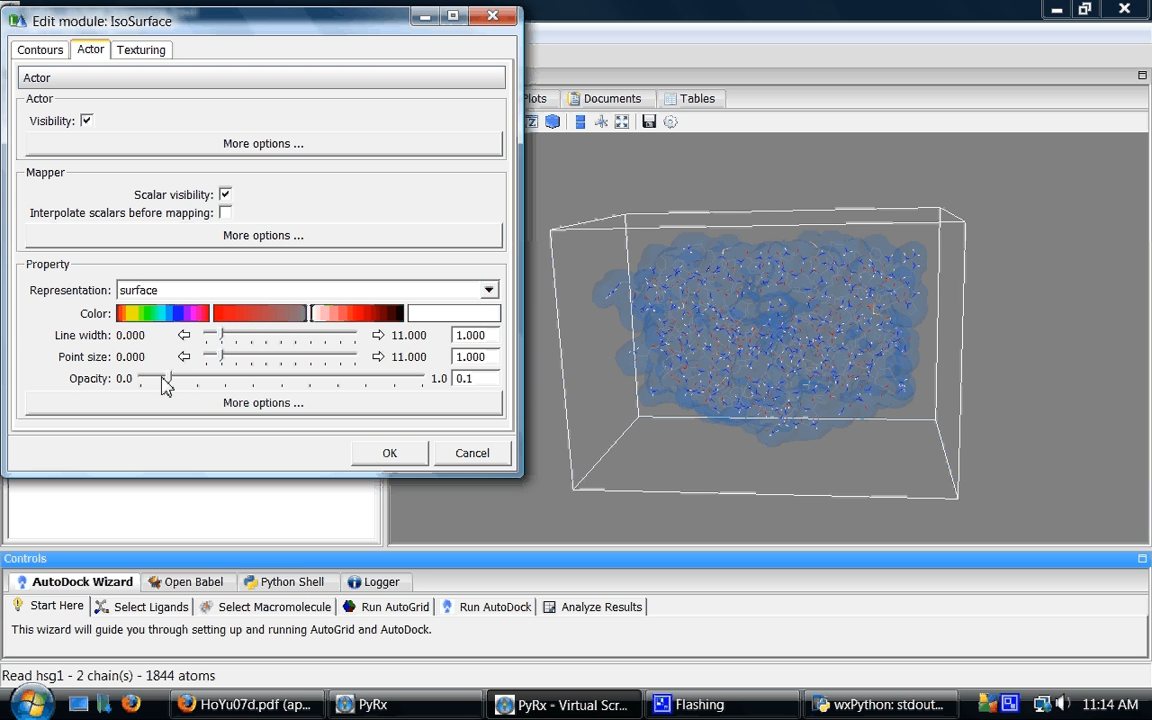 Edit module: IsoSurface
Contours Actor Texturing
Actor
Actor
Visibility:
More options ...
Mapper
Scalar visibility:
Interpolate scalars before mapping:
More options ...
Property
Representation: surface
Color:
Line width: 0.000 11.000 1.000
Point size: 0.000 11.000 1.000
Opacity: 0.0 1.0 0.1
More options ...
OK Cancel
Documents Tables
Controls
AutoDock Wizard Open Babel Python Shell Logger
Start Here Select Ligands Select Macromolecule Run AutoGrid Run AutoDock Analyze Results
This wizard will guide you through setting up and running AutoGrid and AutoDock.
Read hsg1 - 2 chain(s) - 1844 atoms
HoYu07d.pdf (ap... PyRx PyRx - Virtual Scr... Flashing wxPython: stdout... 11:14 AM